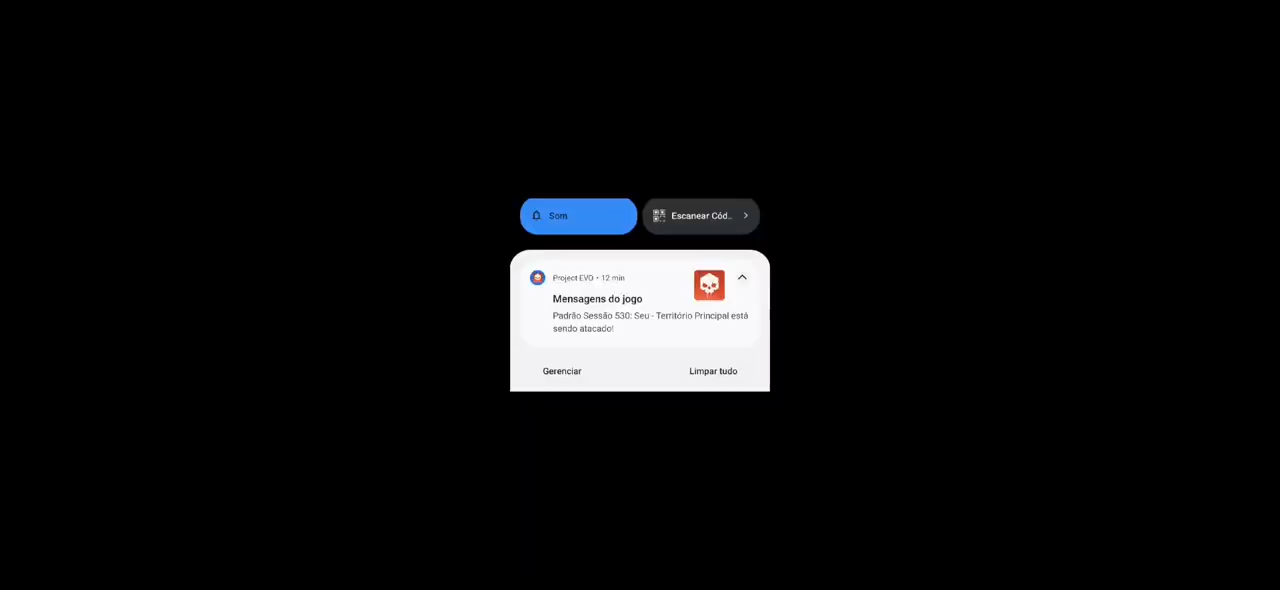 Som
Escanear Cód..
Project EVO • 12 min
Mensagens do jogo
Padrão Sessão 530: Seu - Território Principal está
sendo atacado!
Gerenciar
Limpar tudo